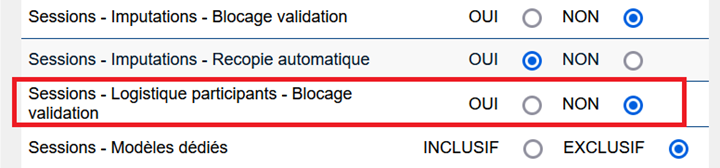 Sessions - Imputations - Blocage validation OUI NON
Sessions - Imputations - Recopie automatique OUI NON
Sessions - Logistique participants - Blocage
validation OUI NON
Sessions - Modèles dédiés INCLUSIF EXCLUSIF